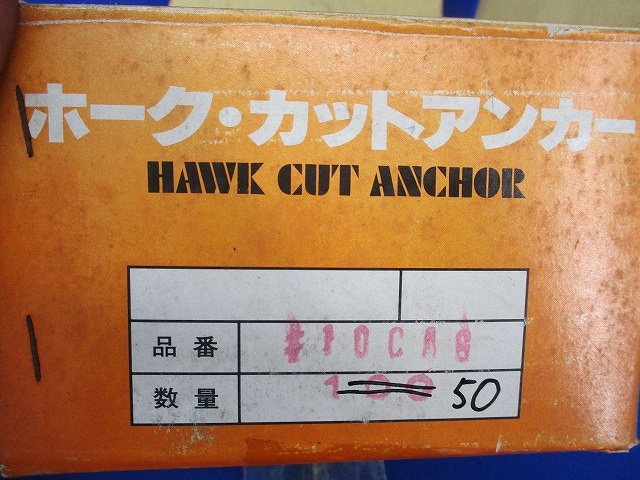 ホーク・カットアンカー
HAWK CUT ANCHOR
品番 #10CAG
数量 100 50